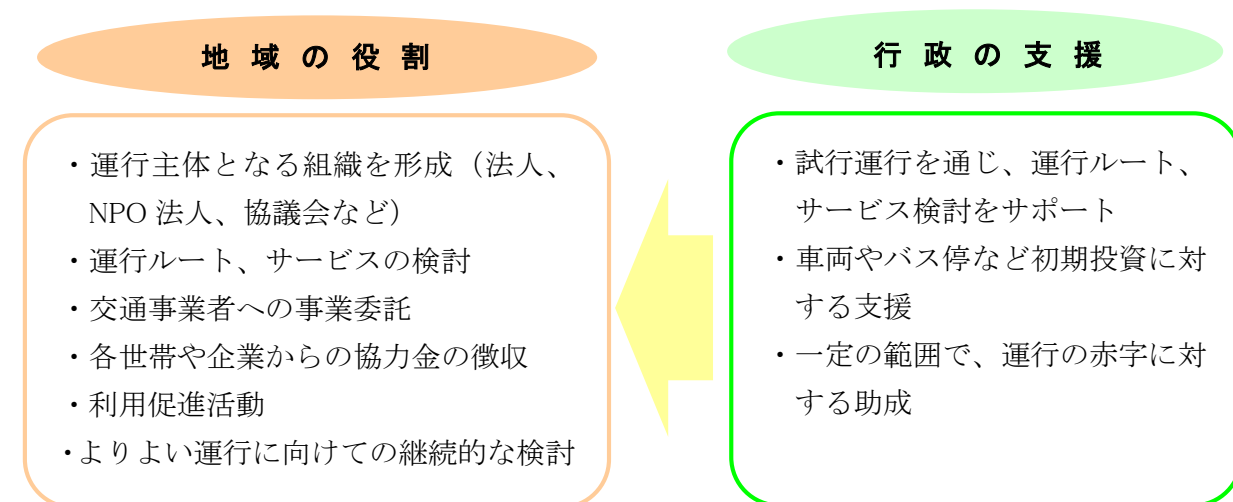 地域の役割
・運行主体となる組織を形成（法人、
NPO 法人、協議会など）
・運行ルート、サービスの検討
・交通事業者への事業委託
・各世帯や企業からの協力金の徴収
・利用促進活動
・よりよい運行に向けての継続的な検討
行政の支援
・試行運行を通じ、運行ルート、
サービス検討をサポート
・車両やバス停など初期投資に対
する支援
・一定の範囲で、運行の赤字に対
する助成